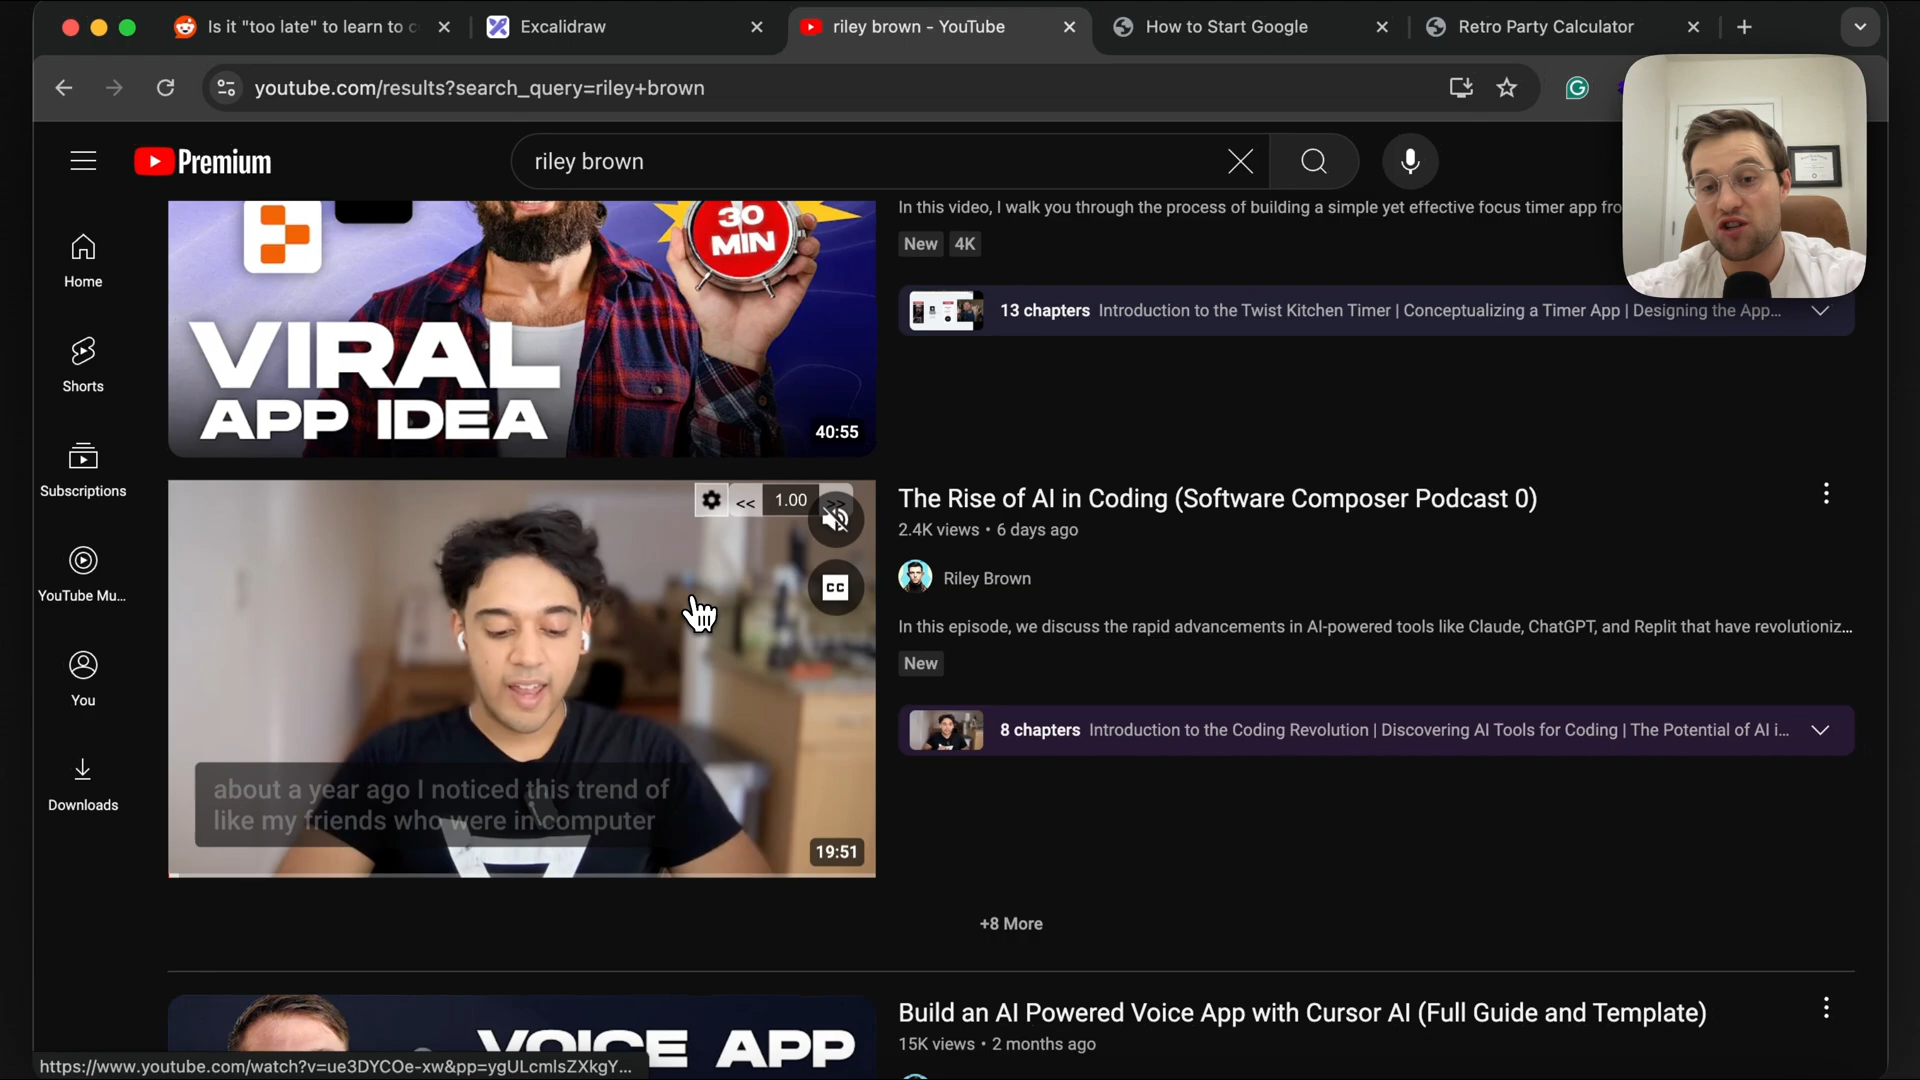 Is it "too late" to learn to c
Excalidraw
riley brown - YouTube
How to Start Google
Retro Party Calculator
youtube.com/results?search_query=riley+brown
Premium
riley brown
30
MIN
VIRAL
APP IDEA
40:55
In this video, I walk you through the process of building a simple yet effective focus timer app fro
New
4K
13 chapters Introduction to the Twist Kitchen Timer | Conceptualizing a Timer App | Designing the App...
Home
Shorts
Subscriptions
YouTube Mu...
You
Downloads
<< 1.00 >>
CC
about a year ago I noticed this trend of
like my friends who were in computer
19:51
The Rise of AI in Coding (Software Composer Podcast 0)
2.4K views • 6 days ago
Riley Brown
In this episode, we discuss the rapid advancements in AI-powered tools like Claude, ChatGPT, and Replit that have revolutioniz...
New
8 chapters Introduction to the Coding Revolution | Discovering AI Tools for Coding | The Potential of AI i...
+8 More
VOICE APP
Build an AI Powered Voice App with Cursor AI (Full Guide and Template)
15K views • 2 months ago
https://www.youtube.com/watch?v=ue3DYCOe-xw&pp=ygULcmlsZXkgY...